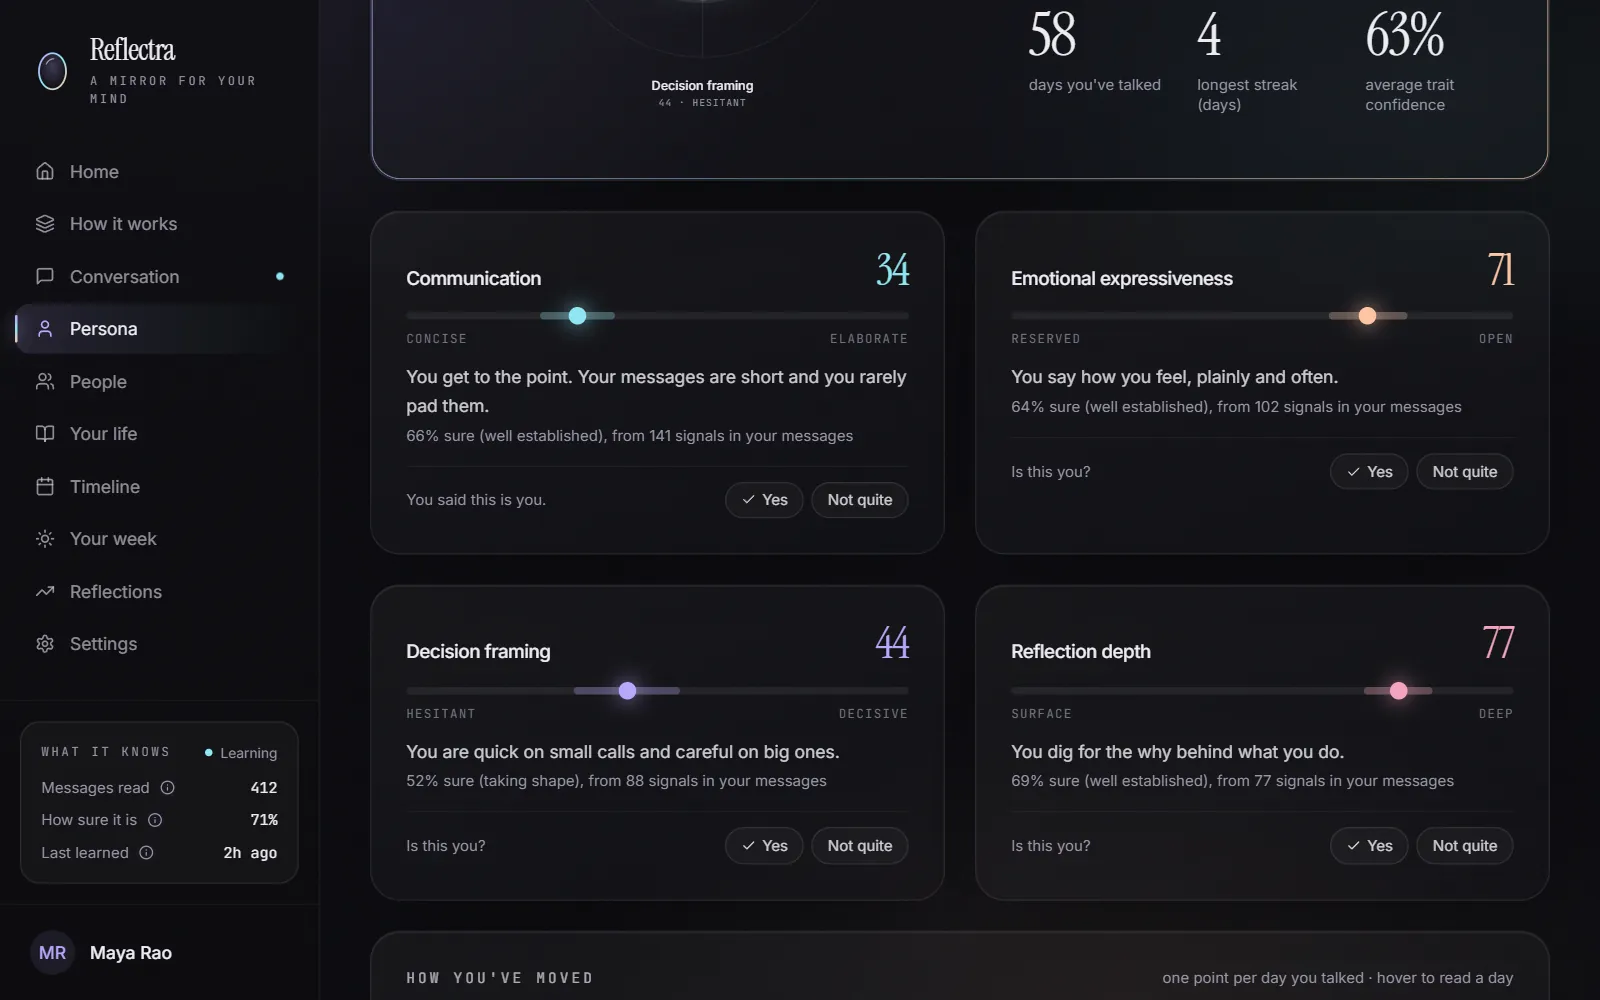 Reflectra
A MIRROR FOR YOUR
MIND
Home
How it works
Conversation
Persona
People
Your life
Timeline
Your week
Reflections
Settings
WHAT IT KNOWS
Learning
Messages read 412
How sure it is 71%
Last learned 2h ago
MR Maya Rao
Decision framing
44 · HESITANT
58
days you've talked
4
longest streak
(days)
63%
average trait
confidence
Communication 34
CONCISE ELABORATE
You get to the point. Your messages are short and you rarely
pad them.
66% sure (well established), from 141 signals in your messages
You said this is you. Yes Not quite
Emotional expressiveness 71
RESERVED OPEN
You say how you feel, plainly and often.
64% sure (well established), from 102 signals in your messages
Is this you? Yes Not quite
Decision framing 44
HESITANT DECISIVE
You are quick on small calls and careful on big ones.
52% sure (taking shape), from 88 signals in your messages
Is this you? Yes Not quite
Reflection depth 77
SURFACE DEEP
You dig for the why behind what you do.
69% sure (well established), from 77 signals in your messages
Is this you? Yes Not quite
HOW YOU'VE MOVED
one point per day you talked · hover to read a day